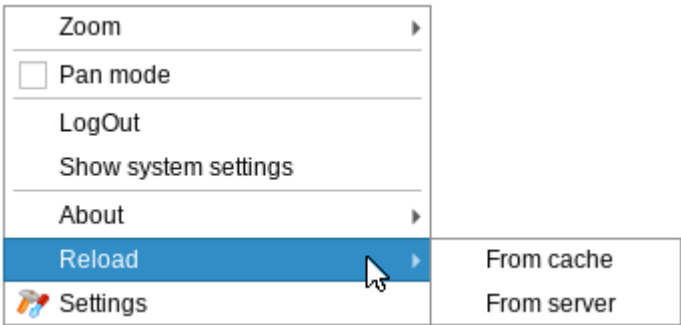 Zoom
Pan mode
LogOut
Show system settings
About
Reload
From cache
Settings
From server